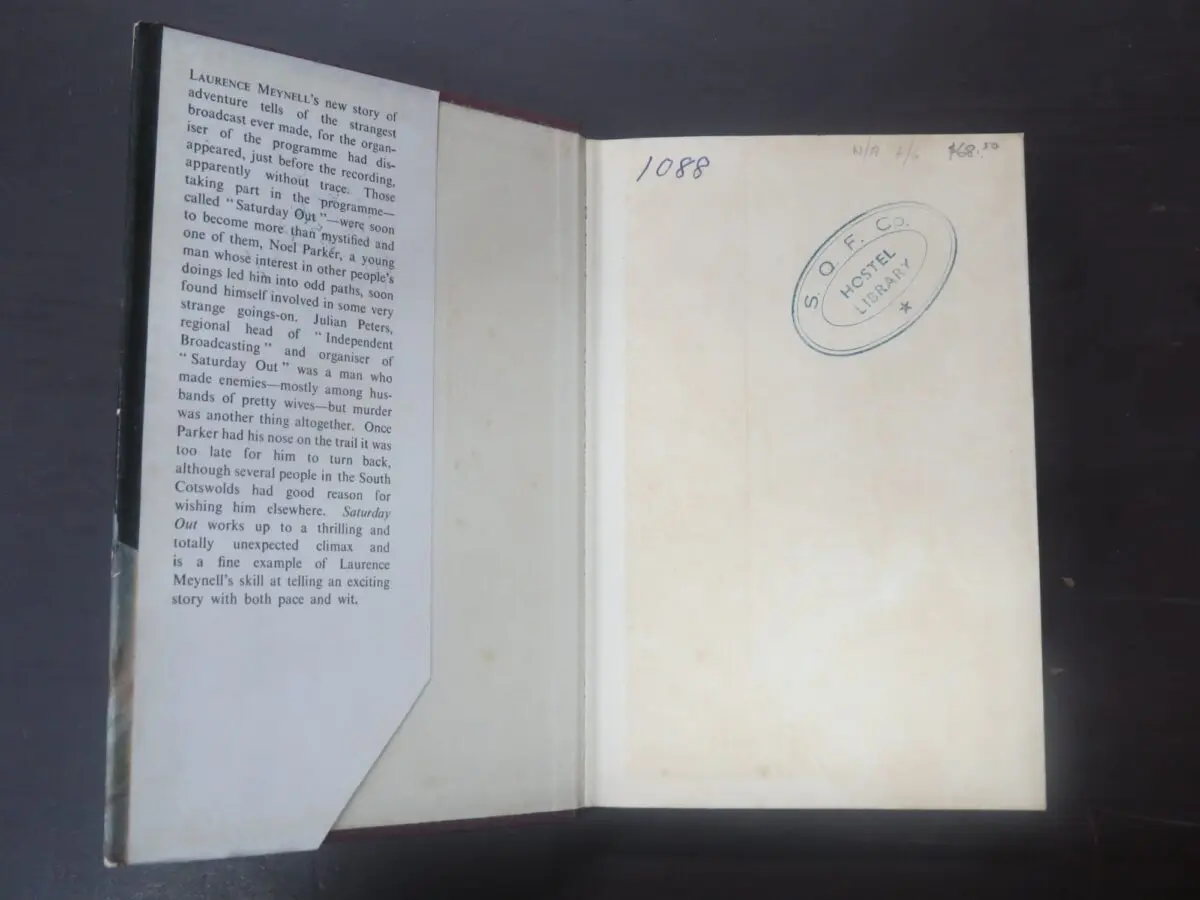 LAURENCE MEYNELL's new story of
adventure tells of the strangest
broadcast ever made, for the organ-
iser of the programme had dis-
appeared, just before the recording,
apparently without trace. Those
taking part in the programme—
called "Saturday Out"—were soon
to become more than mystified and
one of them, Noel Parker, a young
man whose interest in other people's
doings led him into odd paths, soon
found himself involved in some very
strange goings-on. Julian Peters,
regional head of "Independent
Broadcasting" and organiser of
"Saturday Out" was a man who
made enemies—mostly among hus-
bands of pretty wives—but murder
was another thing altogether. Once
Parker had his nose on the trail it was
too late for him to turn back,
although several people in the South
Cotswolds had good reason for
wishing him elsewhere. Saturday
Out works up to a thrilling and
totally unexpected climax and
is a fine example of Laurence
Meynell's skill at telling an exciting
story with both pace and wit.
1088
N/A
S. O. F. Co.
HOSTEL
LIBRARY